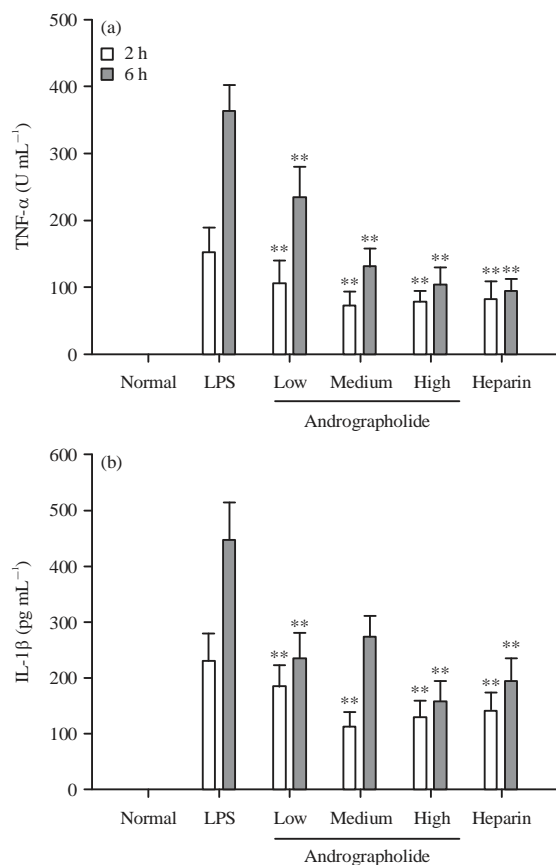 (a)
2 h
6 h
TNF-α (U mL⁻¹)
500
400
300
200
100
0
** ** ** ** ** ** ** **
Normal LPS Low Medium High Heparin
Andrographolide
(b)
IL-1β (pg mL⁻¹)
600
500
400
300
200
100
0
** ** ** ** ** ** **
Normal LPS Low Medium High Heparin
Andrographolide